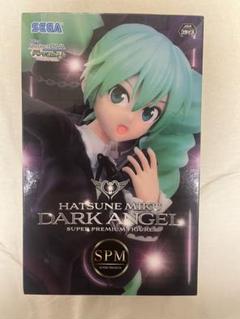 SEGA
HATSUNE MIKU
DARK ANGEL
SUPER PREMIUM FIGURE
SPM